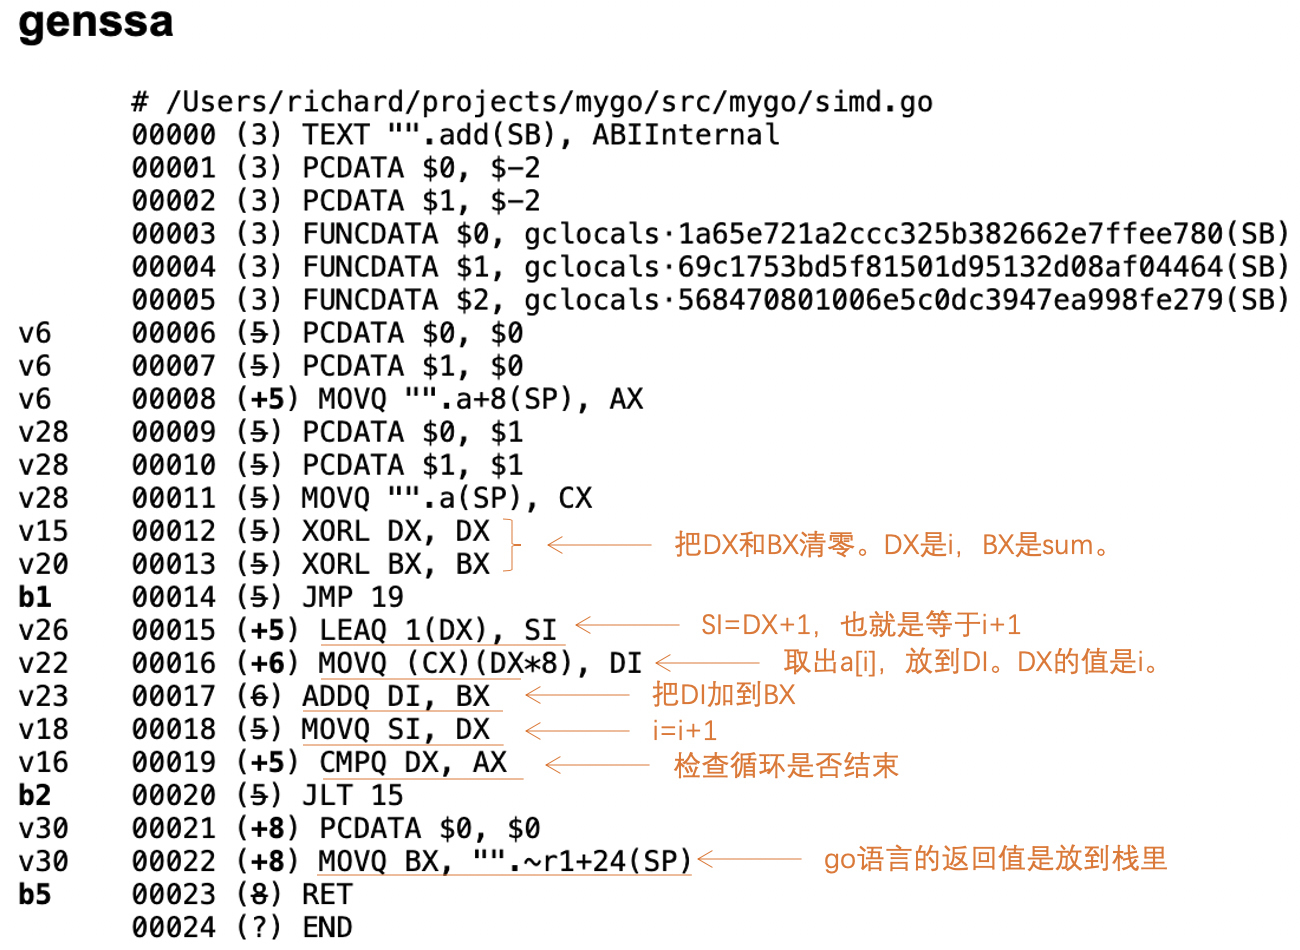 genssa
# /Users/richard/projects/mygo/src/mygo/simd.go
00000 (3) TEXT "".add(SB), ABIInternal
00001 (3) PCDATA $0, $-2
00002 (3) PCDATA $1, $-2
00003 (3) FUNCDATA $0, gclocals·1a65e721a2ccc325b382662e7ffee780(SB)
00004 (3) FUNCDATA $1, gclocals·69c1753bd5f81501d95132d08af04464(SB)
00005 (3) FUNCDATA $2, gclocals·568470801006e5c0dc3947ea998fe279(SB)
v6 00006 (5) PCDATA $0, $0
v6 00007 (5) PCDATA $1, $0
v6 00008 (+5) MOVQ "".a+8(SP), AX
v28 00009 (5) PCDATA $0, $1
v28 00010 (5) PCDATA $1, $1
v28 00011 (5) MOVQ "".a(SP), CX
v15 00012 (5) XORL DX, DX
把DX和BX清零。DX是i，BX是sum。
v20 00013 (5) XORL BX, BX
b1 00014 (5) JMP 19
v26 00015 (+5) LEAQ 1(DX), SI SI=DX+1，也就是等于i+1
v22 00016 (+6) MOVQ (CX)(DX*8), DI 取出a[i]，放到DI。DX的值是i。
v23 00017 (6) ADDQ DI, BX 把DI加到BX
v18 00018 (5) MOVQ SI, DX i=i+1
v16 00019 (+5) CMPQ DX, AX 检查循环是否结束
b2 00020 (5) JLT 15
v30 00021 (+8) PCDATA $0, $0
v30 00022 (+8) MOVQ BX, "".~r1+24(SP) go语言的返回值是放到栈里
b5 00023 (8) RET
00024 (?) END